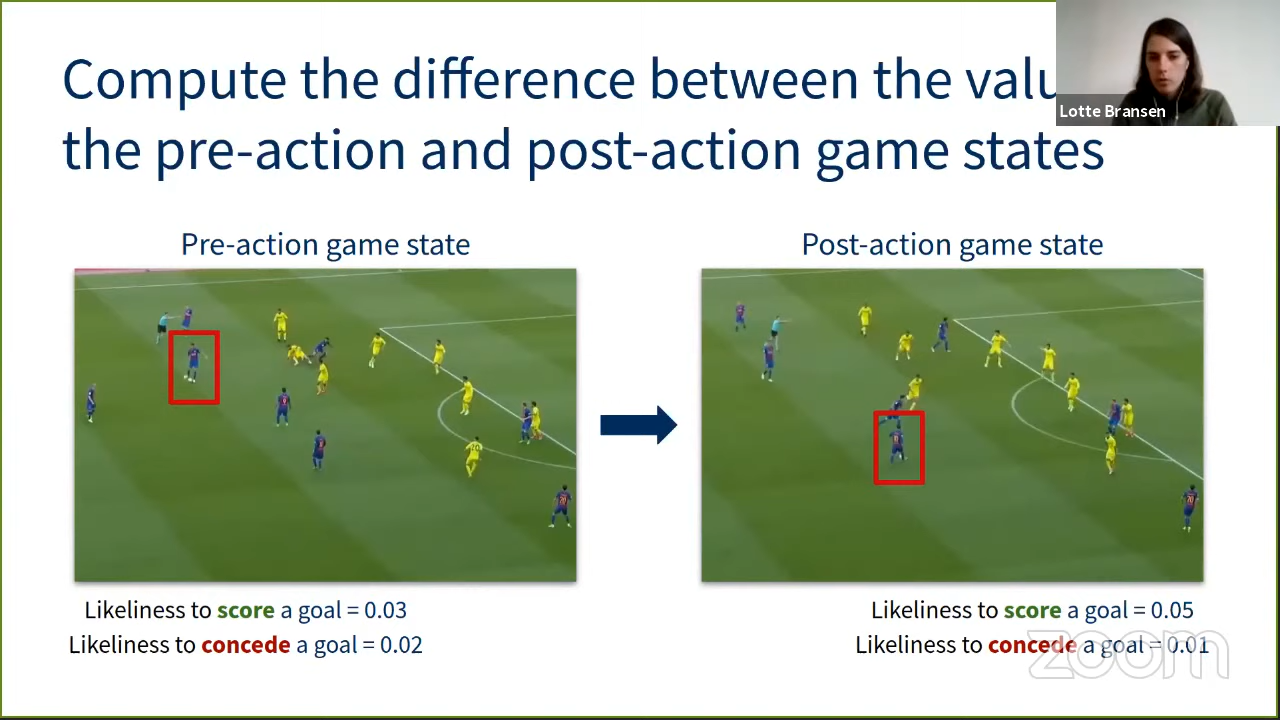 Compute the difference between the valu
Lotte Bransen
the pre-action and post-action game states
Pre-action game state
Post-action game state
Likeliness to score a goal = 0.03
Likeliness to concede a goal = 0.02
Likeliness to score a goal = 0.05
Likeliness to concede a goal = 0.01
zoom